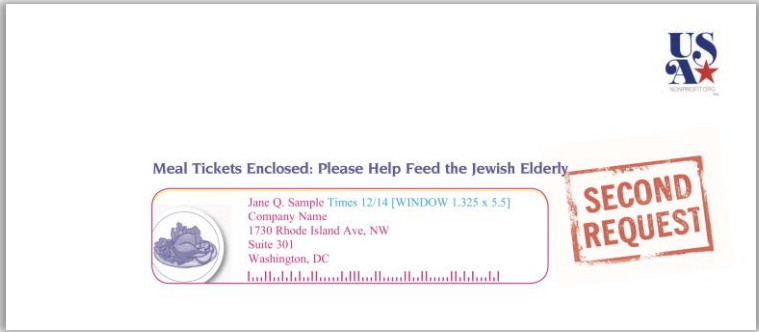 USA
NONPROFIT ORG
Meal Tickets Enclosed: Please Help Feed the Jewish Elderly
SECOND
REQUEST
Jane Q. Sample Times 12/14 [WINDOW 1.325 x 5.5]
Company Name
1730 Rhode Island Ave, NW
Suite 301
Washington, DC